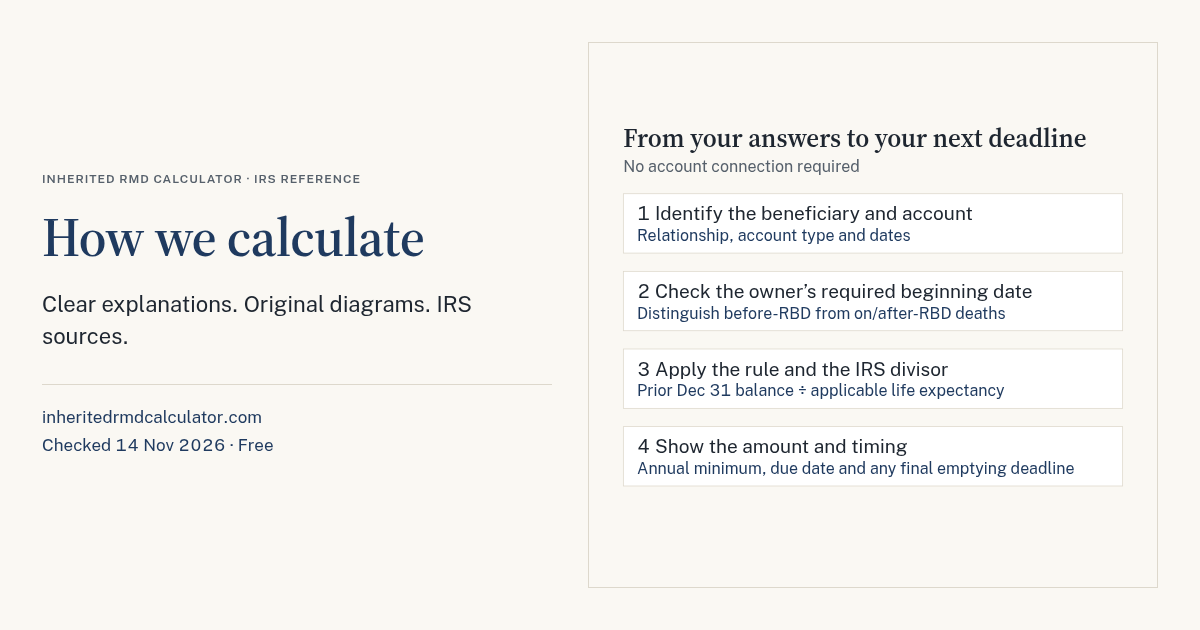 INHERITED RMD CALCULATOR · IRS REFERENCE
How we calculate
Clear explanations. Original diagrams. IRS
sources.
inheritedrmdcalculator.com
Checked 14 Nov 2026 · Free
From your answers to your next deadline
No account connection required
1 Identify the beneficiary and account
Relationship, account type and dates
2 Check the owner’s required beginning date
Distinguish before-RBD from on/after-RBD deaths
3 Apply the rule and the IRS divisor
Prior Dec 31 balance ÷ applicable life expectancy
4 Show the amount and timing
Annual minimum, due date and any final emptying deadline